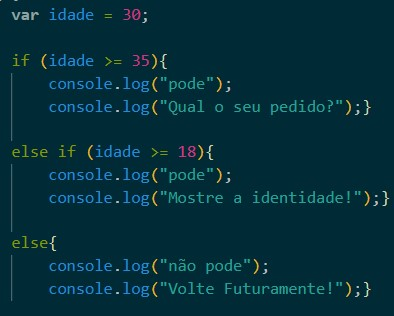 var idade = 30;
if (idade >= 35){
console.log("pode");
console.log("Qual o seu pedido?");}
else if (idade >= 18){
console.log("pode");
console.log("Mostre a identidade!");}
else{
console.log("não pode");
console.log("Volte Futuramente!");}